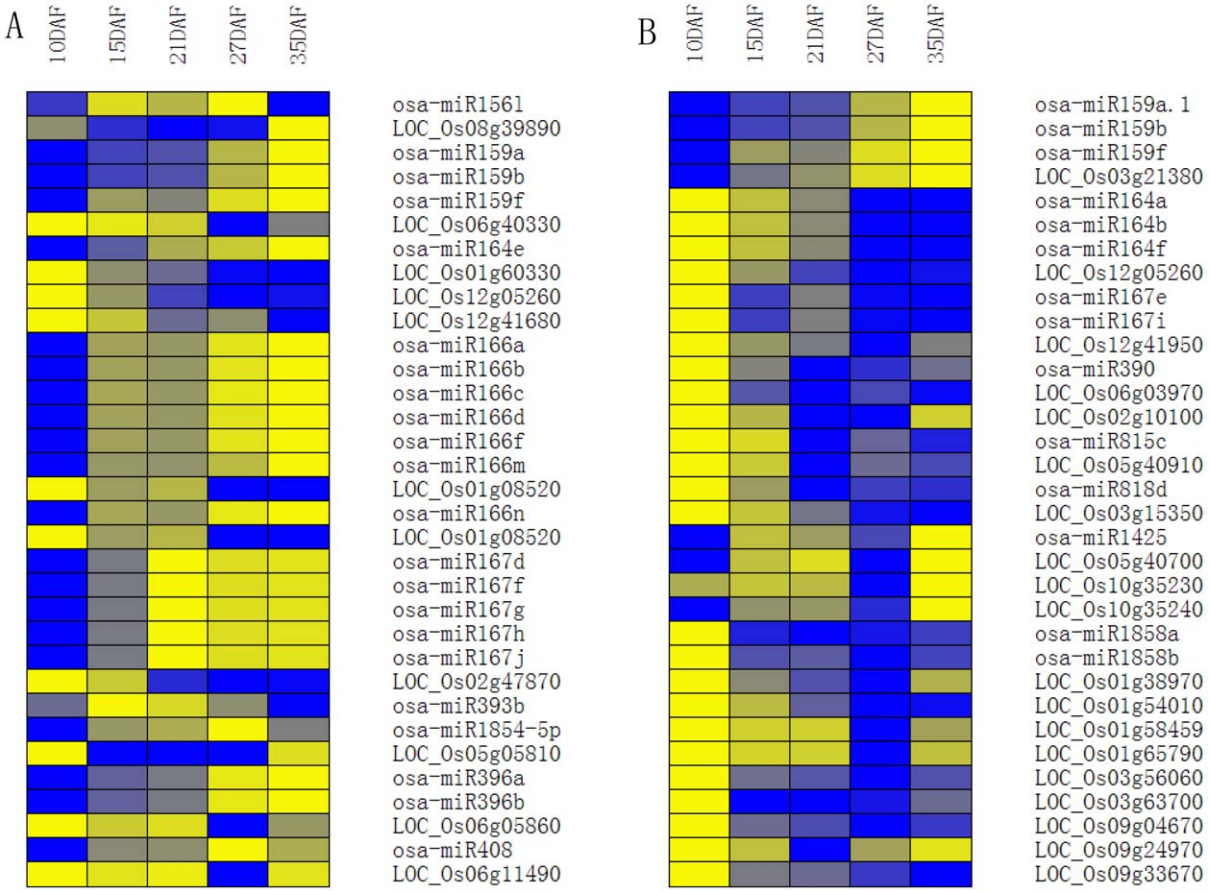 A
10DAF 15DAF 21DAF 27DAF 35DAF
osa-miR156l
LOC_Os08g39890
osa-miR159a
osa-miR159b
osa-miR159f
LOC_Os06g40330
osa-miR164e
LOC_Os01g60330
LOC_Os12g05260
LOC_Os12g41680
osa-miR166a
osa-miR166b
osa-miR166c
osa-miR166d
osa-miR166f
osa-miR166m
LOC_Os01g08520
osa-miR166n
LOC_Os01g08520
osa-miR167d
osa-miR167f
osa-miR167g
osa-miR167h
osa-miR167j
LOC_Os02g47870
osa-miR393b
osa-miR1854-5p
LOC_Os05g05810
osa-miR396a
osa-miR396b
LOC_Os06g05860
osa-miR408
LOC_Os06g11490
B
10DAF 15DAF 21DAF 27DAF 35DAF
osa-miR159a.1
osa-miR159b
osa-miR159f
LOC_Os03g21380
osa-miR164a
osa-miR164b
osa-miR164f
LOC_Os12g05260
osa-miR167e
osa-miR167i
LOC_Os12g41950
osa-miR390
LOC_Os06g03970
LOC_Os02g10100
osa-miR815c
LOC_Os05g40910
osa-miR818d
LOC_Os03g15350
osa-miR1425
LOC_Os05g40700
LOC_Os10g35230
LOC_Os10g35240
osa-miR1858a
osa-miR1858b
LOC_Os01g38970
LOC_Os01g54010
LOC_Os01g58459
LOC_Os01g65790
LOC_Os03g56060
LOC_Os03g63700
LOC_Os09g04670
LOC_Os09g24970
LOC_Os09g33670